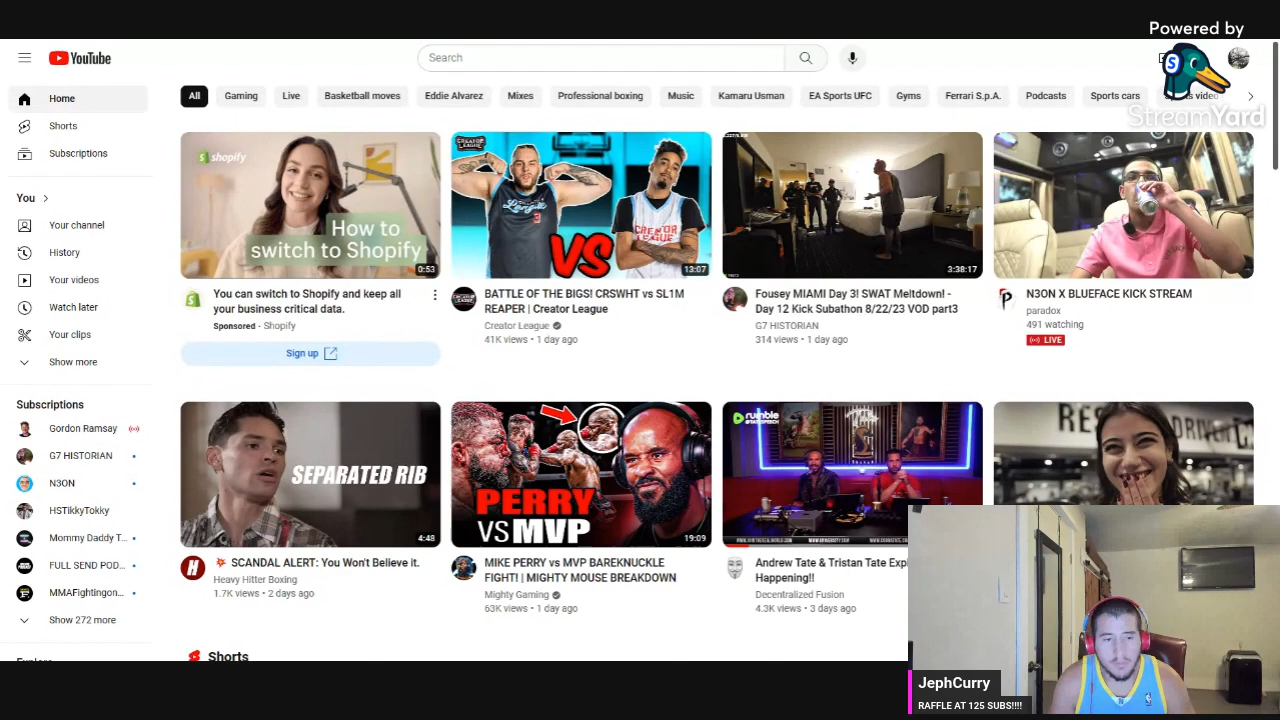 Powered by
StreamYard
YouTube
Search
Home
Shorts
Subscriptions
You
Your channel
History
Your videos
Watch later
Your clips
Show more
Subscriptions
Gordon Ramsay
G7 HISTORIAN
N3ON
HSTikkyTokky
Mommy Daddy T...
FULL SEND POD...
MMAFightingon...
Show 272 more
All
Gaming
Live
Basketball moves
Eddie Alvarez
Mixes
Professional boxing
Music
Kamaru Usman
EA Sports UFC
Gyms
Ferrari S.p.A.
Podcasts
Sports cars
shopify
How to
switch to Shopify
0:53
You can switch to Shopify and keep all
your business critical data.
Sponsored · Shopify
Sign up
VS
13:07
BATTLE OF THE BIGS! CRSWHT vs SL1M
REAPER | Creator League
Creator League
41K views • 1 day ago
3:38:17
Fousey MIAMI Day 3! SWAT Meltdown! -
Day 12 Kick Subathon 8/22/23 VOD part3
G7 HISTORIAN
314 views • 1 day ago
N3ON X BLUEFACE KICK STREAM
paradox
491 watching
LIVE
SEPARATED RIB
4:48
SCANDAL ALERT: You Won't Believe it.
Heavy Hitter Boxing
1.7K views • 2 days ago
PERRY
VS MVP
19:09
MIKE PERRY vs MVP BAREKNUCKLE
FIGHT! | MIGHTY MOUSE BREAKDOWN
Mighty Gaming
63K views • 1 day ago
rumble
Andrew Tate & Tristan Tate Expl
Happening!!
Decentralized Fusion
4.3K views • 3 days ago
Shorts
JephCurry
RAFFLE AT 125 SUBS!!!!